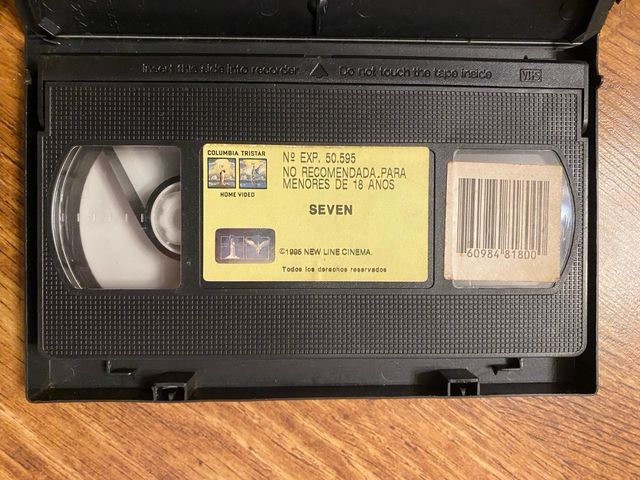 Insert this side into recorder
Do not touch the tape inside
VHS
COLUMBIA TRISTAR
HOME VIDEO
Nº EXP. 50.595
NO RECOMENDADA.PARA
MENORES DE 18 ANOS
SEVEN
©1995 NEW LINE CINEMA.
Todos los derechos reservados
60984 81800